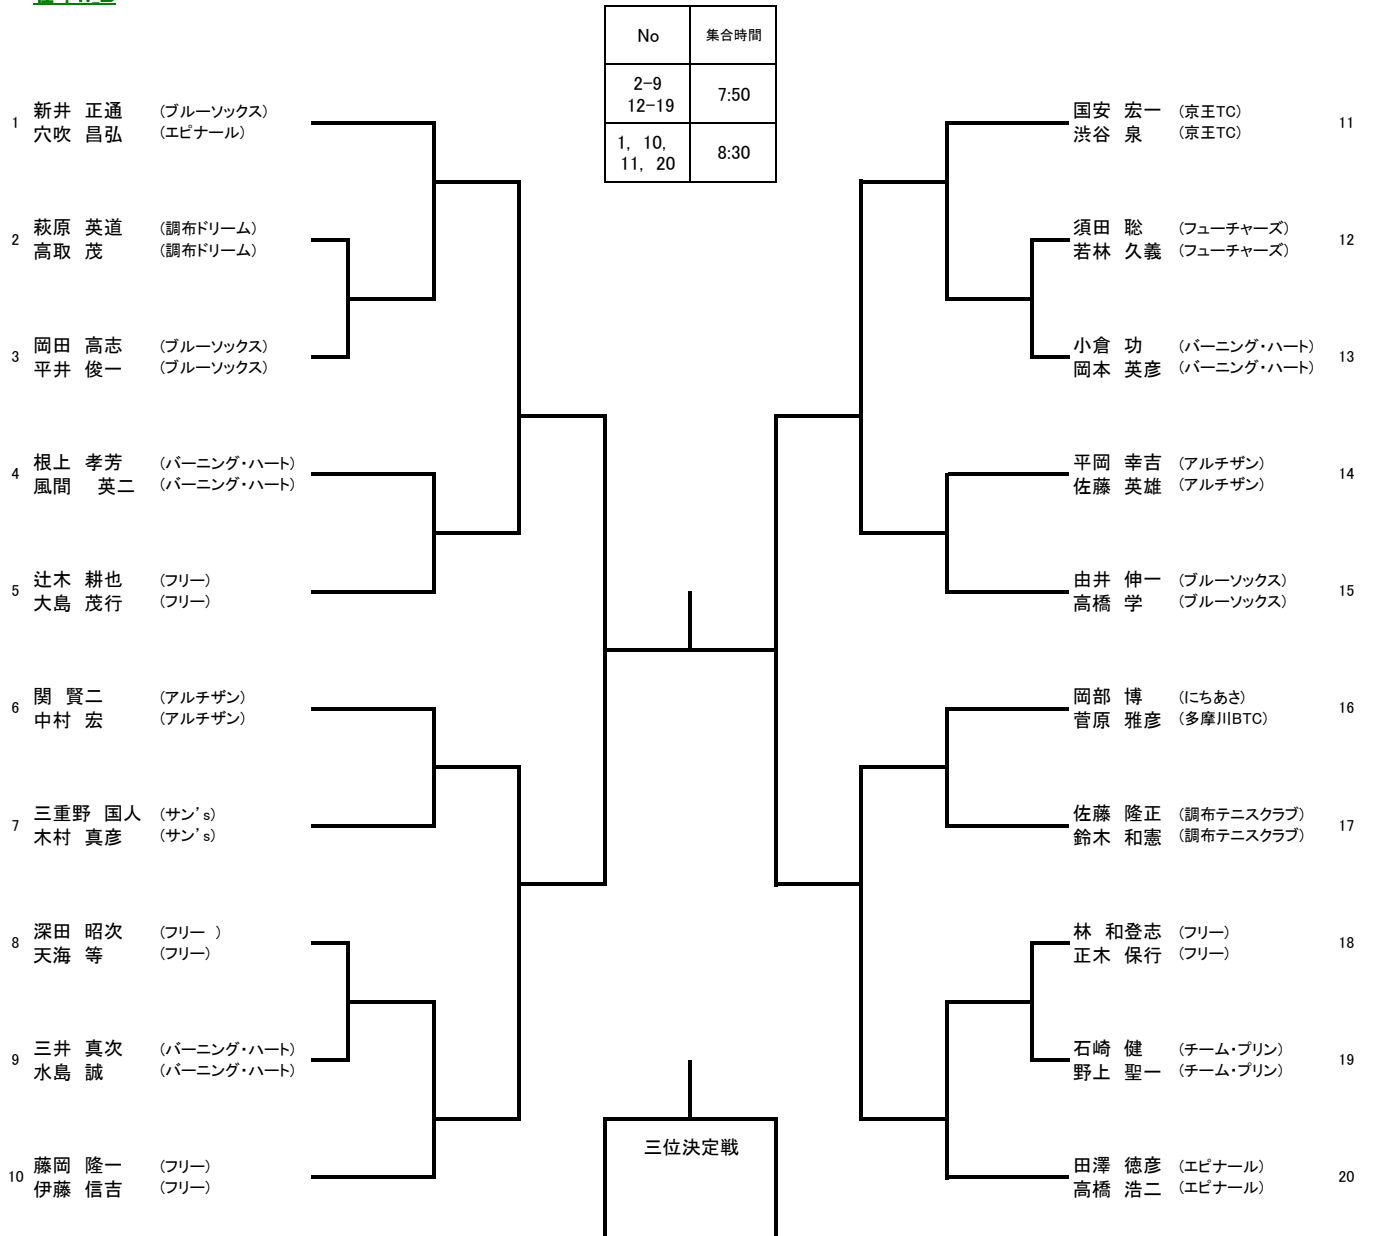 No 集合時間
2-9
12-19
7:50
1, 10,
11, 20
8:30
1 新井 正通 (ブルーソックス)
穴吹 昌弘 (エピナール)
2 萩原 英道 (調布ドリーム)
高取 茂 (調布ドリーム)
3 岡田 高志 (ブルーソックス)
平井 俊一 (ブルーソックス)
4 根上 孝芳 (バーニング・ハート)
風間 英二 (バーニング・ハート)
5 辻木 耕也 (フリー)
大島 茂行 (フリー)
6 関 賢二 (アルチザン)
中村 宏 (アルチザン)
7 三重野 国人 (サン's)
木村 真彦 (サン's)
8 深田 昭次 (フリー )
天海 等 (フリー)
9 三井 真次 (バーニング・ハート)
水島 誠 (バーニング・ハート)
10 藤岡 隆一 (フリー)
伊藤 信吉 (フリー)
国安 宏一 (京王TC) 11
渋谷 泉 (京王TC)
須田 聡 (フューチャーズ) 12
若林 久義 (フューチャーズ)
小倉 功 (バーニング・ハート) 13
岡本 英彦 (バーニング・ハート)
平岡 幸吉 (アルチザン) 14
佐藤 英雄 (アルチザン)
由井 伸一 (ブルーソックス) 15
高橋 学 (ブルーソックス)
岡部 博 (にちあさ) 16
菅原 雅彦 (多摩川BTC)
佐藤 隆正 (調布テニスクラブ) 17
鈴木 和憲 (調布テニスクラブ)
林 和登志 (フリー) 18
正木 保行 (フリー)
石崎 健 (チーム・プリン) 19
野上 聖一 (チーム・プリン)
田澤 徳彦 (エピナール) 20
高橋 浩二 (エピナール)
三位決定戦